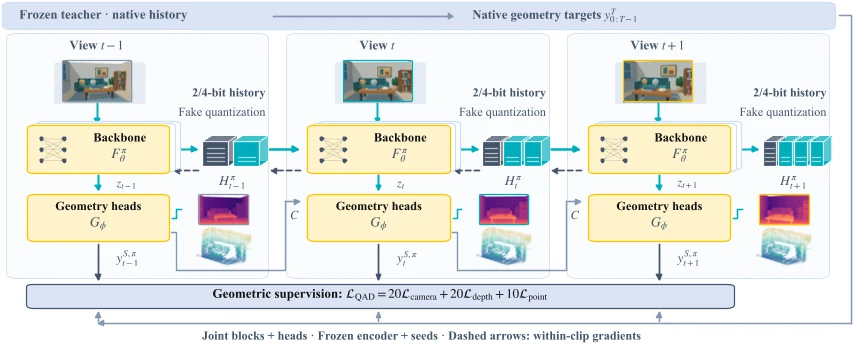 Frozen teacher · native history
Native geometry targets y^T_{0:T−1}
View t − 1
View t
View t + 1
2/4-bit history
Fake quantization
2/4-bit history
Fake quantization
2/4-bit history
Fake quantization
Backbone
F^π_θ
Backbone
F^π_θ
Backbone
F^π_θ
H^π_{t−1}
H^π_t
H^π_{t+1}
z_{t−1}
z_t
z_{t+1}
Geometry heads
G_ϕ
Geometry heads
G_ϕ
Geometry heads
G_ϕ
C
C
y^{S,π}_{t−1}
y^{S,π}_t
y^{S,π}_{t+1}
Geometric supervision: ℒ_QAD = 20ℒ_camera + 20ℒ_depth + 10ℒ_point
Joint blocks + heads · Frozen encoder + seeds · Dashed arrows: within-clip gradients